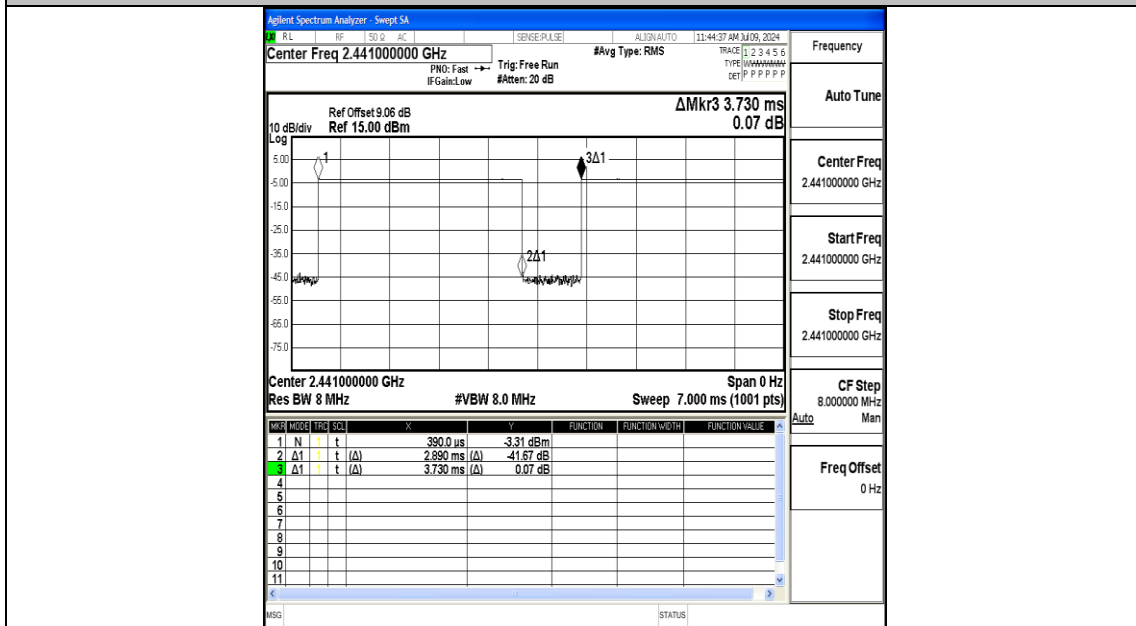 Agilent Spectrum Analyzer - Swept SA
RL RF 50 Ω AC SENSE:PULSE ALIGN AUTO 11:44:37 AM Jul 09, 2024
Center Freq 2.441000000 GHz #Avg Type: RMS TRACE 1 2 3 4 5 6
PNO: Fast Trig: Free Run TYPE
IFGain:Low #Atten: 20 dB DET P P P P P P
ΔMkr3 3.730 ms
Ref Offset 9.06 dB 0.07 dB
10 dB/div Ref 15.00 dBm
Log
5.00
-5.00
-15.0
-25.0
-35.0
-45.0
-55.0
-65.0
-75.0
1
3Δ1
2Δ1
Center 2.441000000 GHz Span 0 Hz
Res BW 8 MHz #VBW 8.0 MHz Sweep 7.000 ms (1001 pts)
MKR MODE TRC SCL X Y FUNCTION FUNCTION WIDTH FUNCTION VALUE
1 N 1 t 390.0 us -3.31 dBm
2 Δ1 1 t (Δ) 2.890 ms (Δ) -41.67 dB
3 Δ1 1 t (Δ) 3.730 ms (Δ) 0.07 dB
4
5
6
7
8
9
10
11
MSG STATUS
Frequency
Auto Tune
Center Freq
2.441000000 GHz
Start Freq
2.441000000 GHz
Stop Freq
2.441000000 GHz
CF Step
8.000000 MHz
Auto Man
Freq Offset
0 Hz